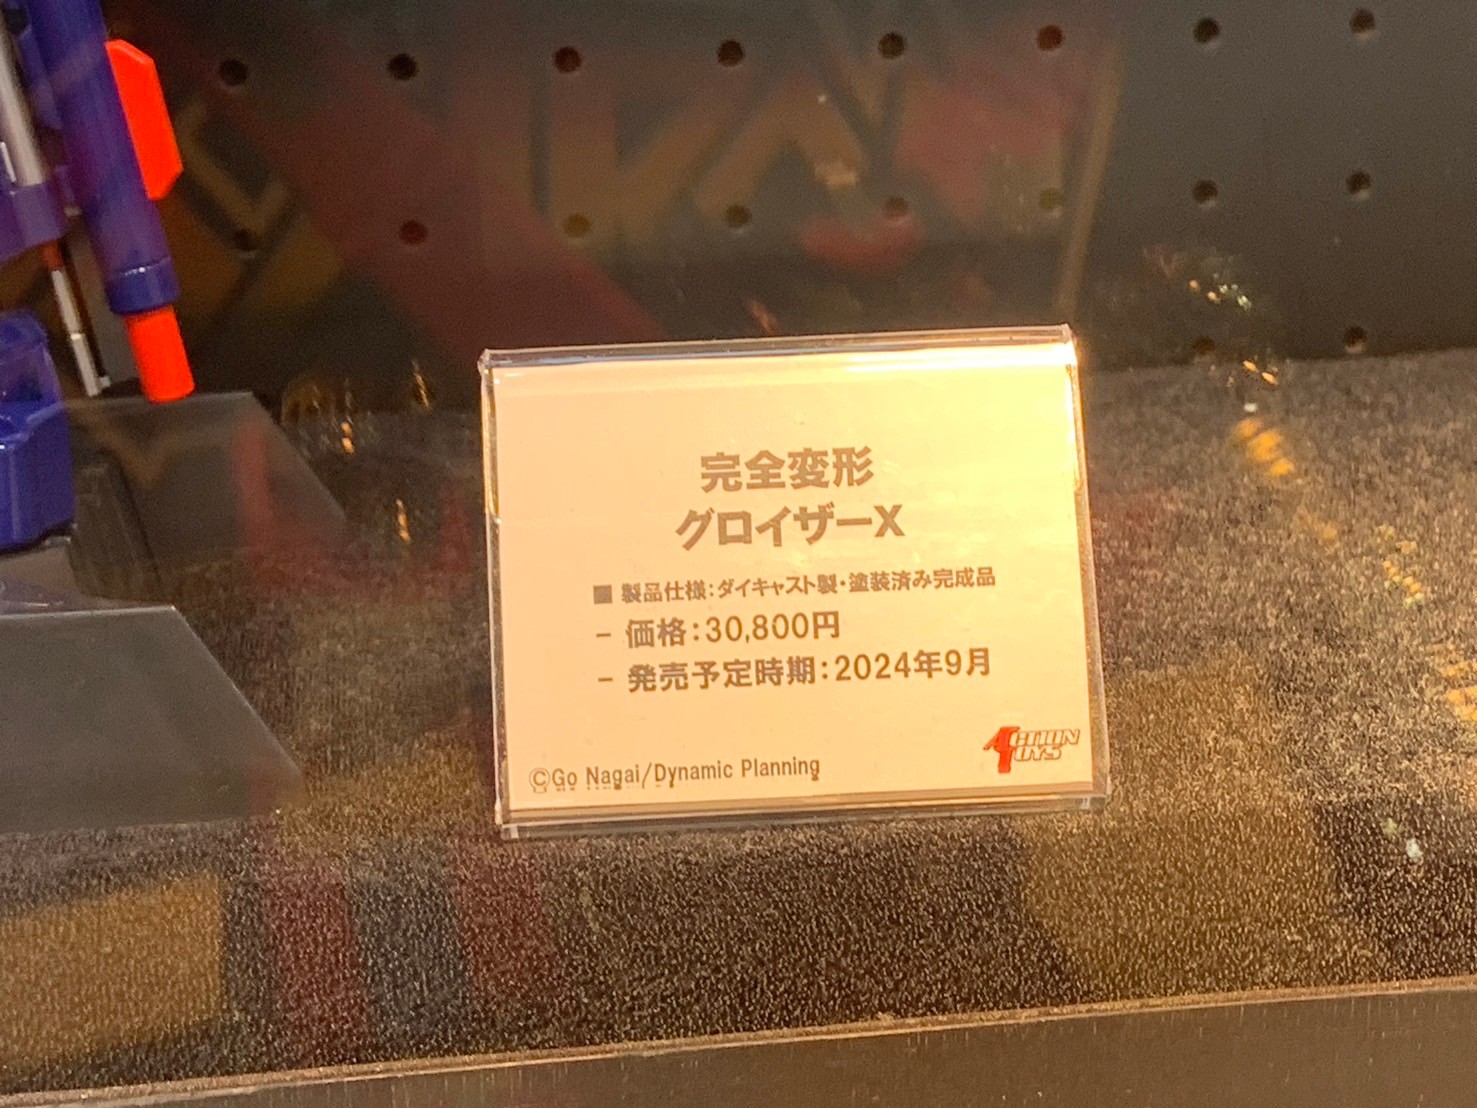 完全変形
グロイザーX
■ 製品仕様：ダイキャスト製・塗装済み完成品
− 価格：30,800円
− 発売予定時期：2024年9月
©Go Nagai/Dynamic Planning
ACTION
TOYS